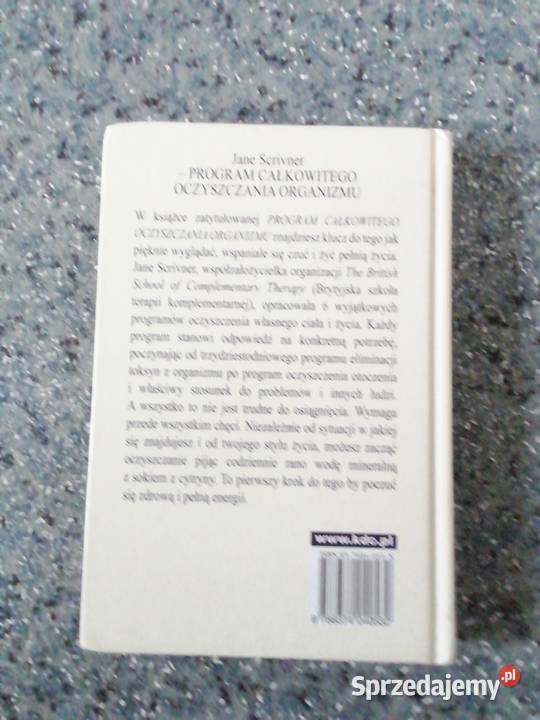 Jane Scrivner
– PROGRAM CAŁKOWITEGO
OCZYSZCZANIA ORGANIZMU
W książce zatytułowanej PROGRAM CAŁKOWITEGO
OCZYSZCZANIA ORGANIZMU znajdziesz klucz do tego jak
pięknie wyglądać, wspaniale się czuć i żyć pełnią życia.
Jane Scrivner, współzałożycielka organizacji The British
School of Complementary Therapy (Brytyjska szkoła
terapii komplementarnej), opracowała 6 wyjątkowych
programów oczyszczenia własnego ciała i życia. Każdy
program stanowi odpowiedź na konkretną potrzebę,
poczynając od trzydziestodniowego programu eliminacji
toksyn z organizmu po program oczyszczenia otoczenia
i właściwy stosunek do problemów i innych ludzi.
A wszystko to nie jest trudne do osiągnięcia. Wymaga
przede wszystkim chęci. Niezależnie od sytuacji w jakiej
się znajdujesz i od twojego stylu życia, możesz zacząć
oczyszczanie pijąc codziennie rano wodę mineralną
z sokiem z cytryny. To pierwszy krok do tego by poczuć
się zdrową i pełną energii.
www.kdc.pl
Sprzedajemy.pl